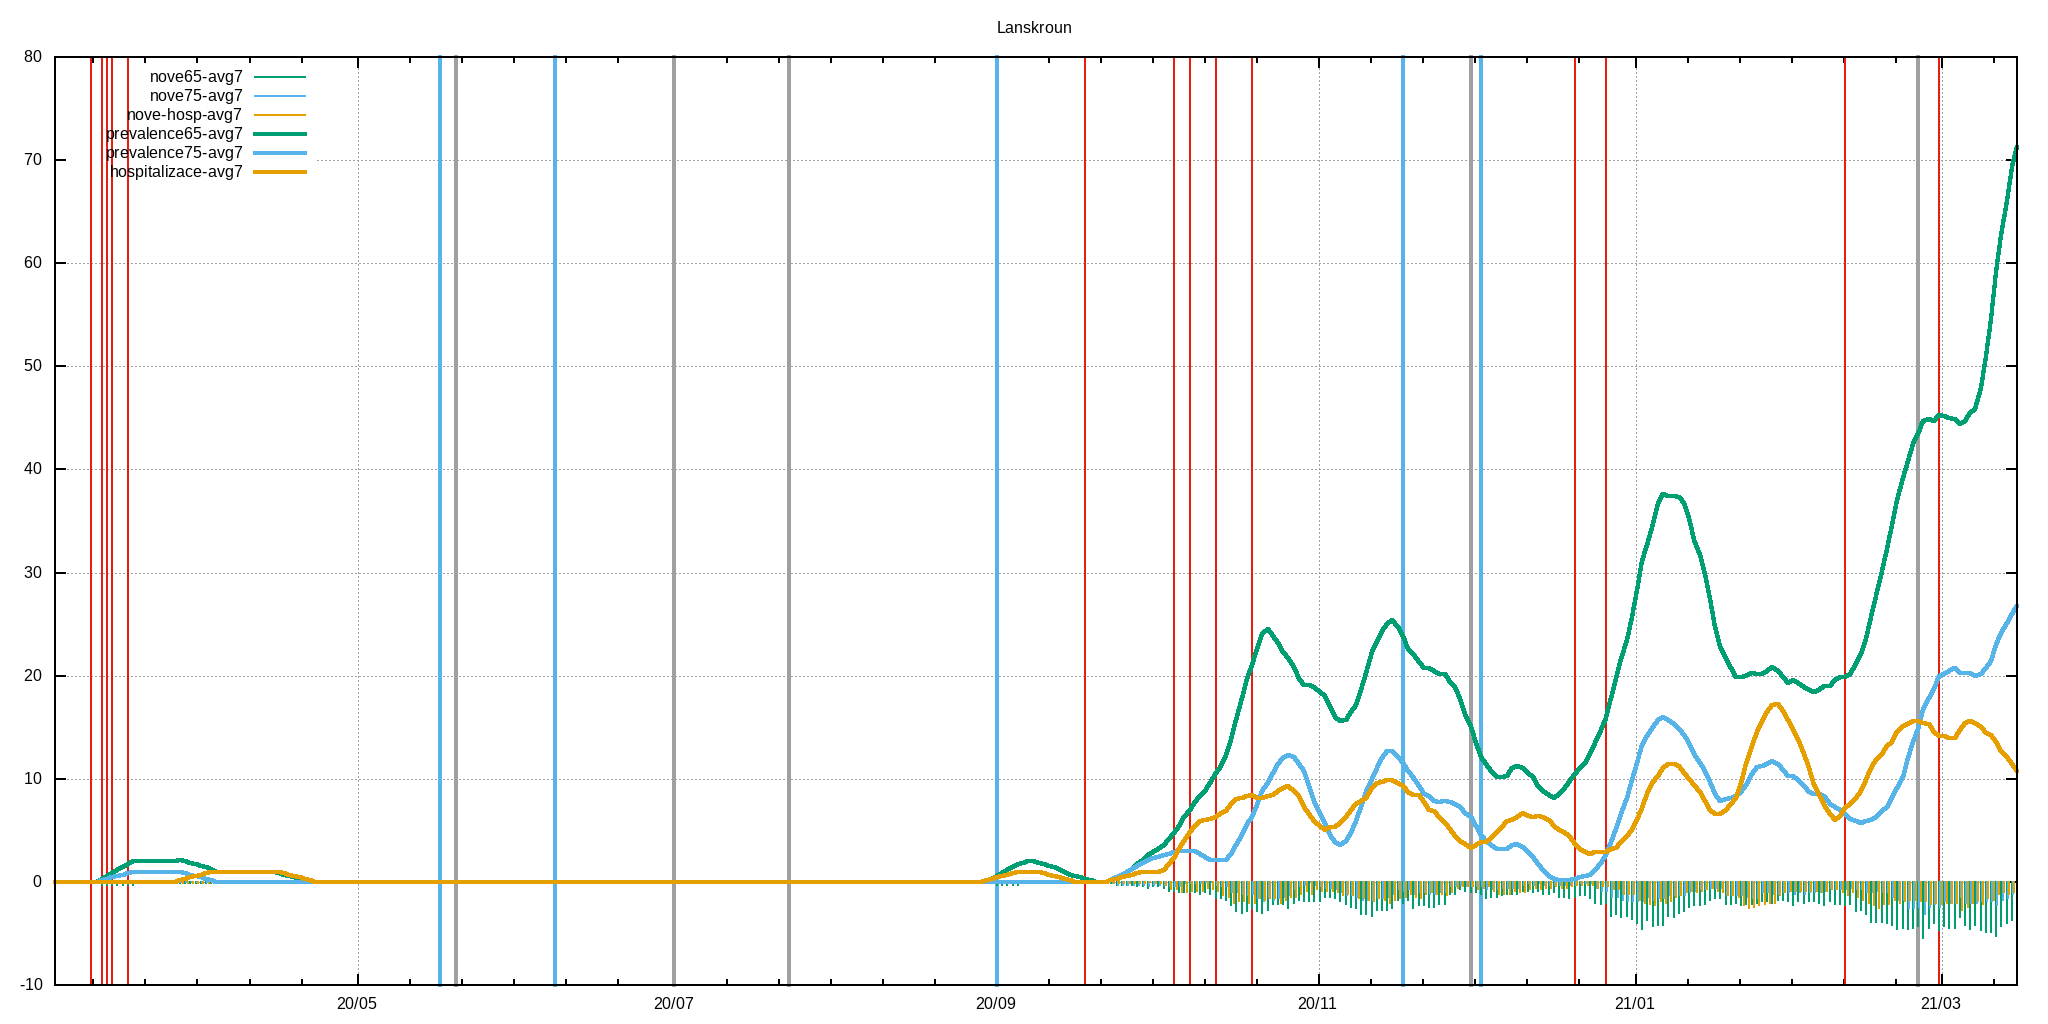 Lanskroun
80
70
60
50
40
30
20
10
0
-10
nove65-avg7
nove75-avg7
nove-hosp-avg7
prevalence65-avg7
prevalence75-avg7
hospitalizace-avg7
20/05 20/07 20/09 20/11 21/01 21/03